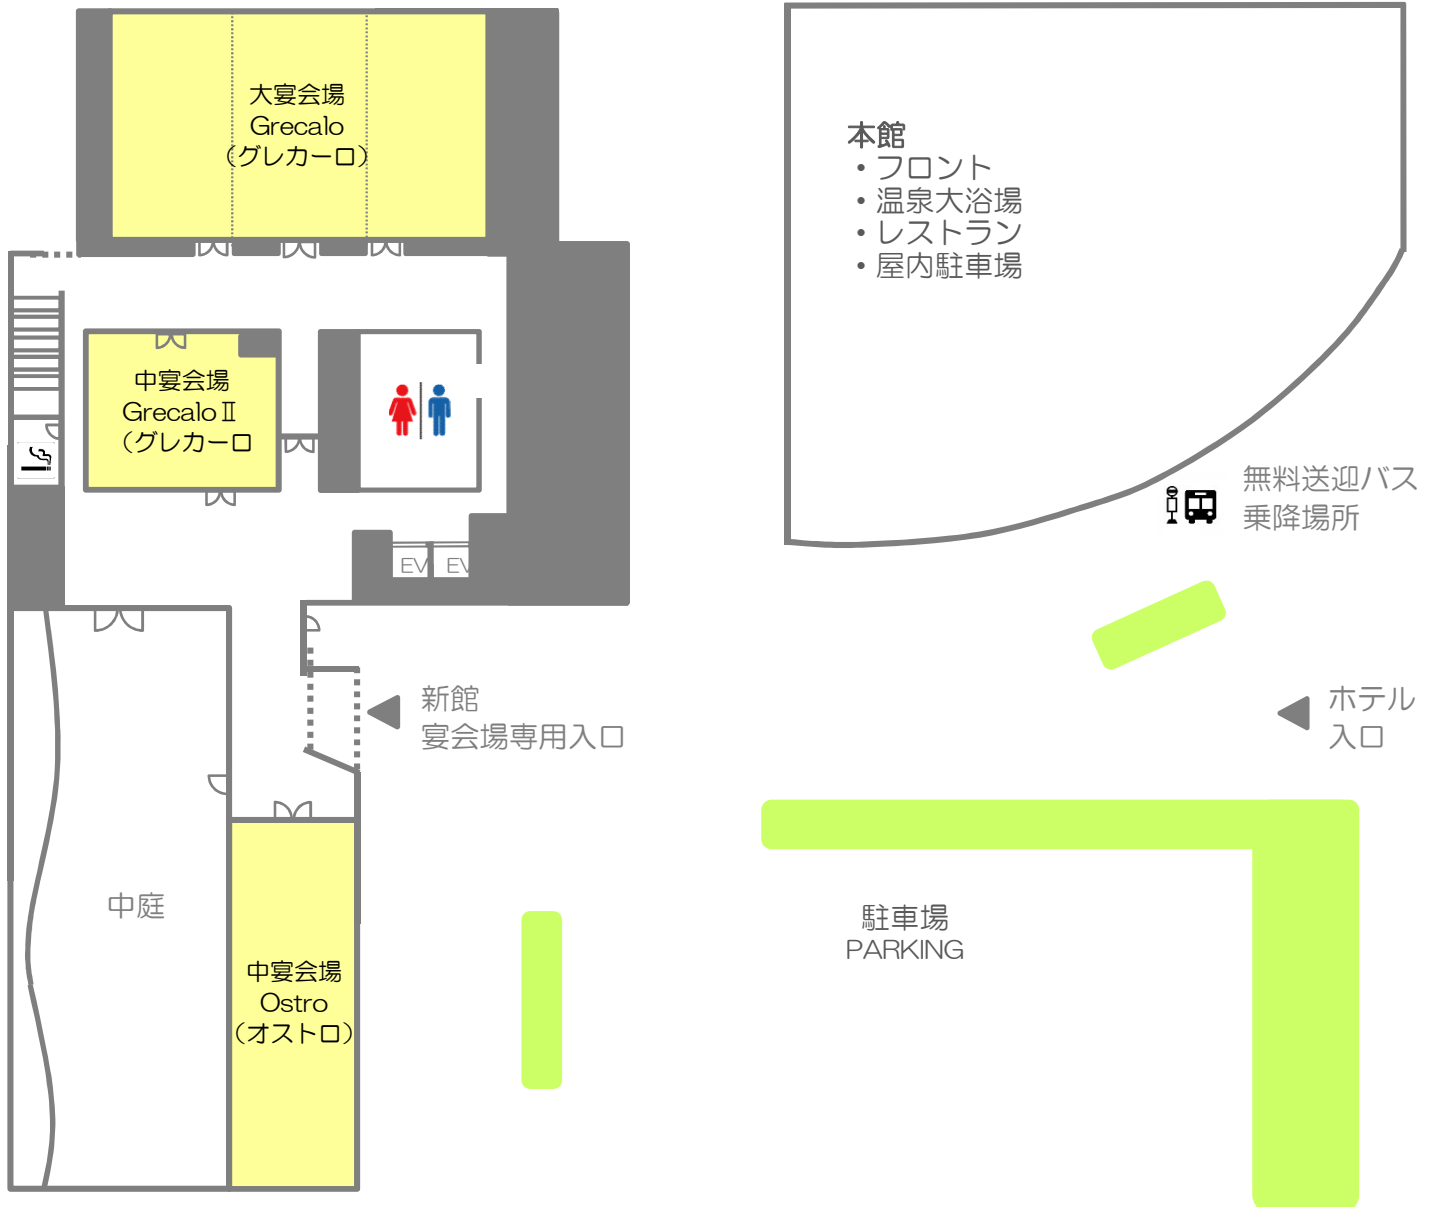 大宴会場
Grecalo
（グレカーロ）
中宴会場
GrecaloⅡ
（グレカーロ
EV
EV
新館
宴会場専用入口
中庭
中宴会場
Ostro
（オストロ）
本館
・フロント
・温泉大浴場
・レストラン
・屋内駐車場
無料送迎バス
乗降場所
ホテル
入口
駐車場
PARKING